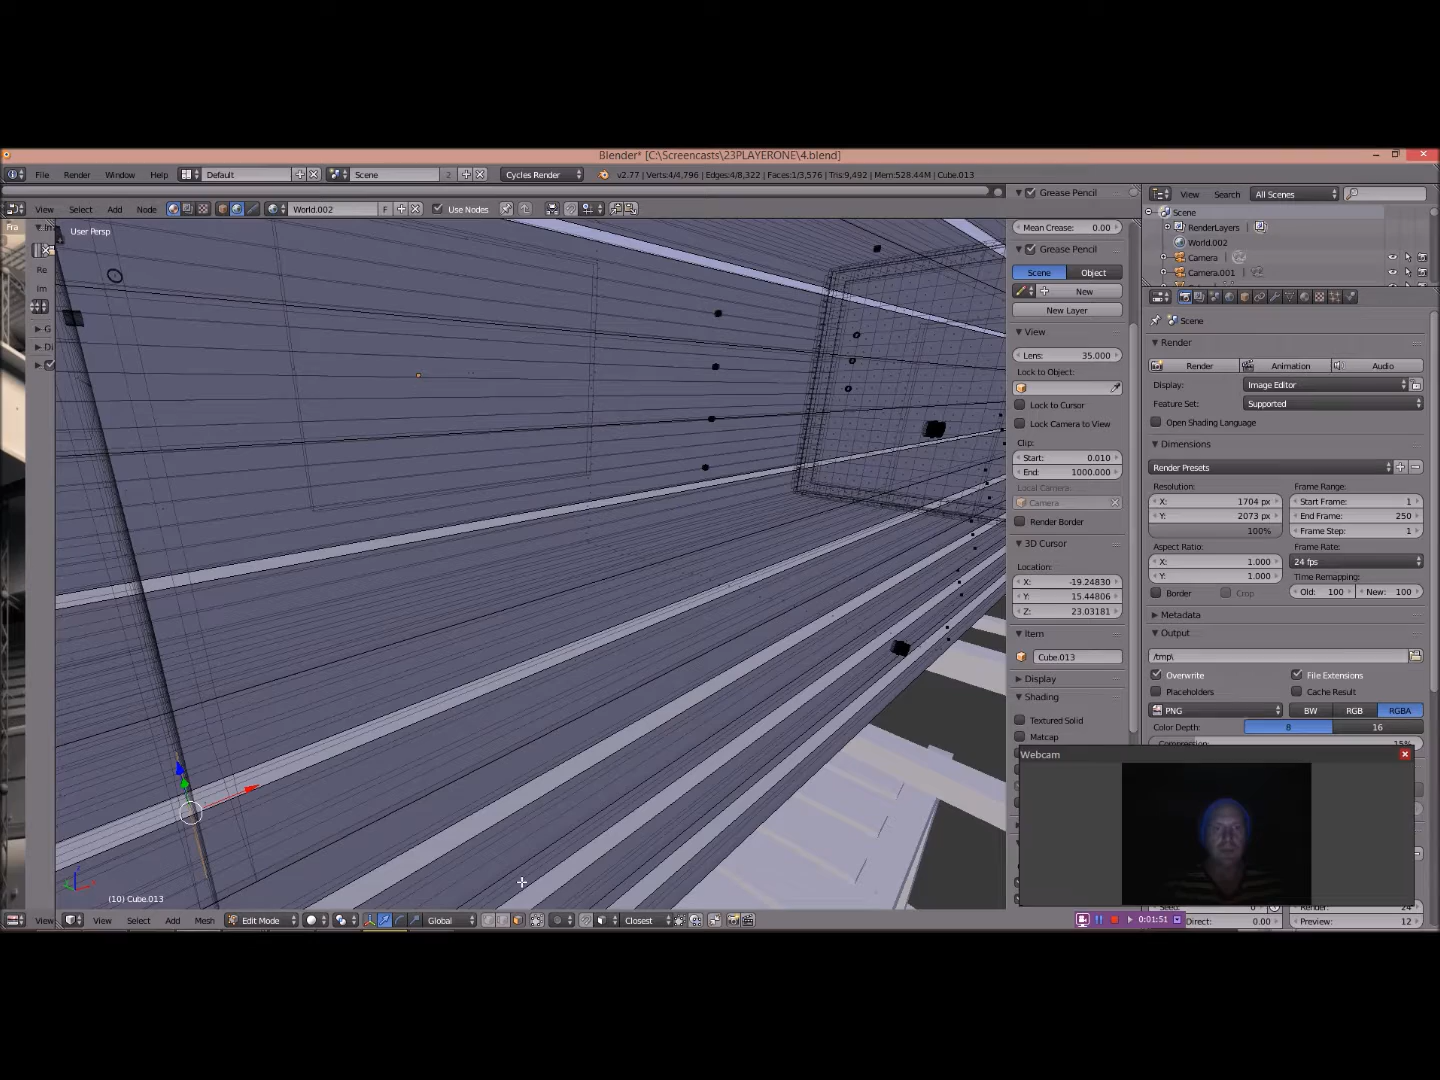 Blender* [C:\Screencasts\23PLAYERONE\4.blend]
File Render Window Help Default Scene 2 Cycles Render v2.77 | Verts:4/4,796 | Edges:4/8,322 | Faces:1/3,576 | Tris:9,492 | Mem:528.44M | Cube.013
View Select Add Node World.002 F Use Nodes
Grease Pencil
View Search All Scenes
Fra
User Persp
Mean Crease: 0.00
Scene
RenderLayers
World.002
Camera
Camera.001
Re
Im
G
Di
Grease Pencil
Scene Object
New
New Layer
View
Lens: 35.000
Lock to Object:
Lock to Cursor
Lock Camera to View
Clip:
Start: 0.010
End: 1000.000
Local Camera:
Camera
Render Border
3D Cursor
Location:
X: -19.24830
Y: 15.44806
Z: 23.03181
Item
Cube.013
Display
Shading
Textured Solid
Matcap
Scene
Render
Render Animation Audio
Display: Image Editor
Feature Set: Supported
Open Shading Language
Dimensions
Render Presets
Resolution: Frame Range:
X: 1704 px Start Frame: 1
Y: 2073 px End Frame: 250
100% Frame Step: 1
Aspect Ratio: Frame Rate:
X: 1.000 24 fps
Y: 1.000 Time Remapping:
Border Crop Old: 100 New: 100
Metadata
Output
/tmp\
Overwrite File Extensions
Placeholders Cache Result
PNG BW RGB RGBA
Color Depth: 8 16
Compression: 15%
Webcam
(10) Cube.013
View View Select Add Mesh Edit Mode Global Closest
0:01:51
Direct: 0.00 Preview: 12